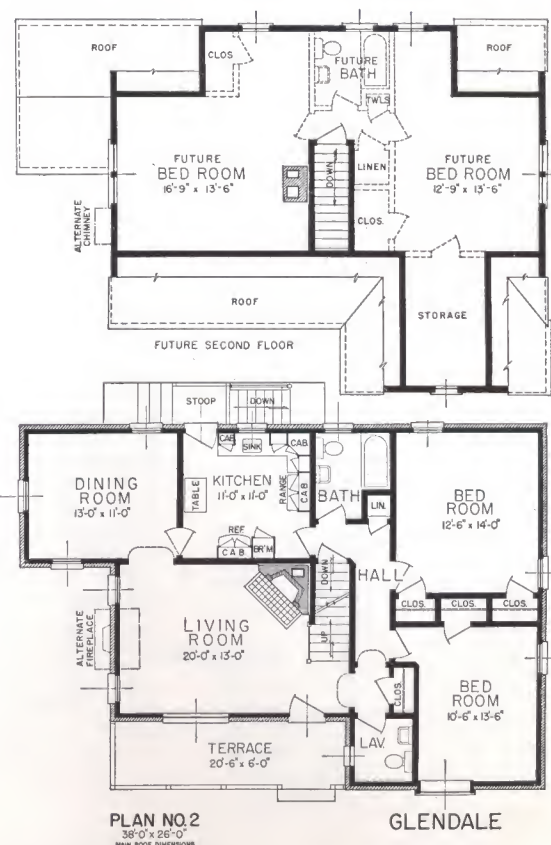 ROOF
CLOS.
FUTURE
BATH
ROOF
TWLS.
FUTURE
BED ROOM
16'-9" x 13'-6"
DOWN
LINEN
FUTURE
BED ROOM
12'-9" x 13'-6"
CLOS.
ALTERNATE
CHIMNEY
ROOF
STORAGE
FUTURE SECOND FLOOR
STOOP
DOWN
CAB.
SINK
CAB.
DINING
ROOM
13'-0" x 11'-0"
TABLE
KITCHEN
11'-0" x 11'-0"
RANGE
CAB.
BATH
LIN.
BED
ROOM
12'-6" x 14'-0"
REF.
CAB.
BR'M
DOWN
HALL
CLOS.
CLOS.
CLOS.
ALTERNATE
FIREPLACE
LIVING
ROOM
20'-0" x 13'-0"
UP
CLOS.
BED
ROOM
10'-6" x 13'-6"
LAV.
TERRACE
20'-6" x 6'-0"
PLAN NO. 2
38'-0" x 26'-0"
MAIN ROOF DIMENSIONS
GLENDALE